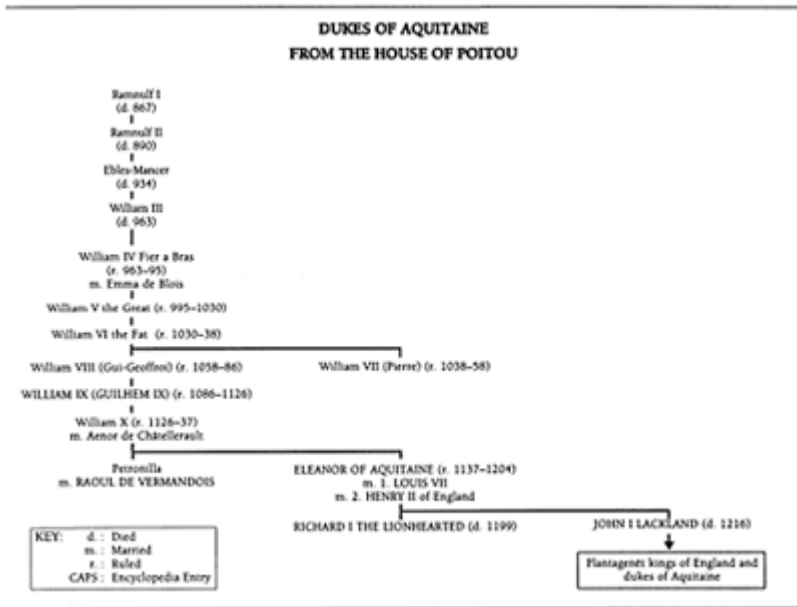 DUKES OF AQUITAINE
FROM THE HOUSE OF POITOU
Ramnulf I
(d. 867)
Ramnulf II
(d. 890)
Ebles-Mancer
(d. 934)
William III
(d. 963)
William IV Fier a Bras
(r. 963–95)
m. Emma de Blois
William V the Great (r. 995–1030)
William VI the Fat (r. 1030–38)
William VIII (Gui-Geoffroi) (r. 1058–86)
William VII (Pierre) (r. 1038–58)
WILLIAM IX (GUILHEM IX) (r. 1086–1126)
William X (r. 1126–37)
m. Aenor de Châtellerault
Petronilla
m. RAOUL DE VERMANDOIS
ELEANOR OF AQUITAINE (r. 1137–1204)
m. 1. LOUIS VII
m. 2. HENRY II of England
RICHARD I THE LIONHEARTED (d. 1199)
JOHN I LACKLAND (d. 1216)
Plantagenêt kings of England and
dukes of Aquitaine
KEY: d. : Died
m. : Married
r. : Ruled
CAPS : Encyclopedia Entry